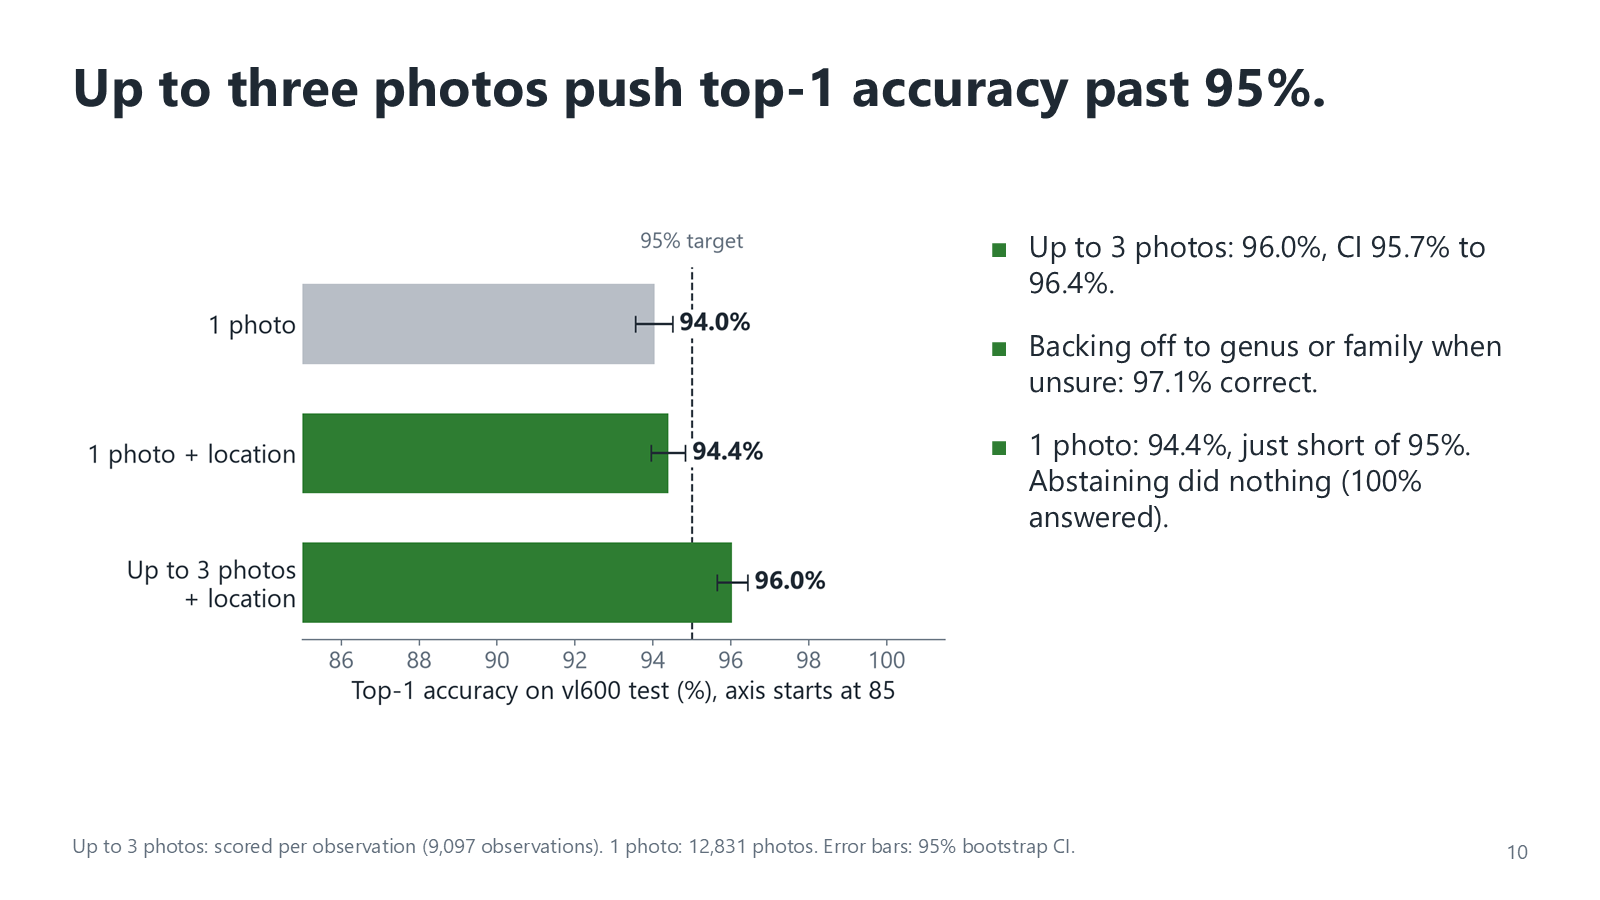 Up to three photos push top-1 accuracy past 95%.
95% target
1 photo
94.0%
1 photo + location
94.4%
Up to 3 photos
+ location
96.0%
86 88 90 92 94 96 98 100
Top-1 accuracy on vl600 test (%), axis starts at 85
■ Up to 3 photos: 96.0%, CI 95.7% to
96.4%.
■ Backing off to genus or family when
unsure: 97.1% correct.
■ 1 photo: 94.4%, just short of 95%.
Abstaining did nothing (100%
answered).
Up to 3 photos: scored per observation (9,097 observations). 1 photo: 12,831 photos. Error bars: 95% bootstrap CI.
10